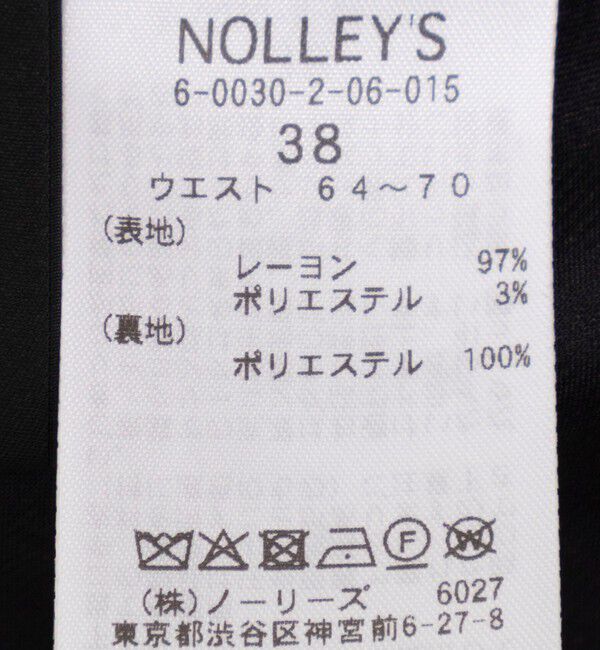 NOLLEY'S
6-0030-2-06-015
38
ウエスト 64～70
(表地)
レーヨン 97%
ポリエステル 3%
(裏地)
ポリエステル 100%
F W
(株)ノーリーズ 6027
東京都渋谷区神宮前6-27-8